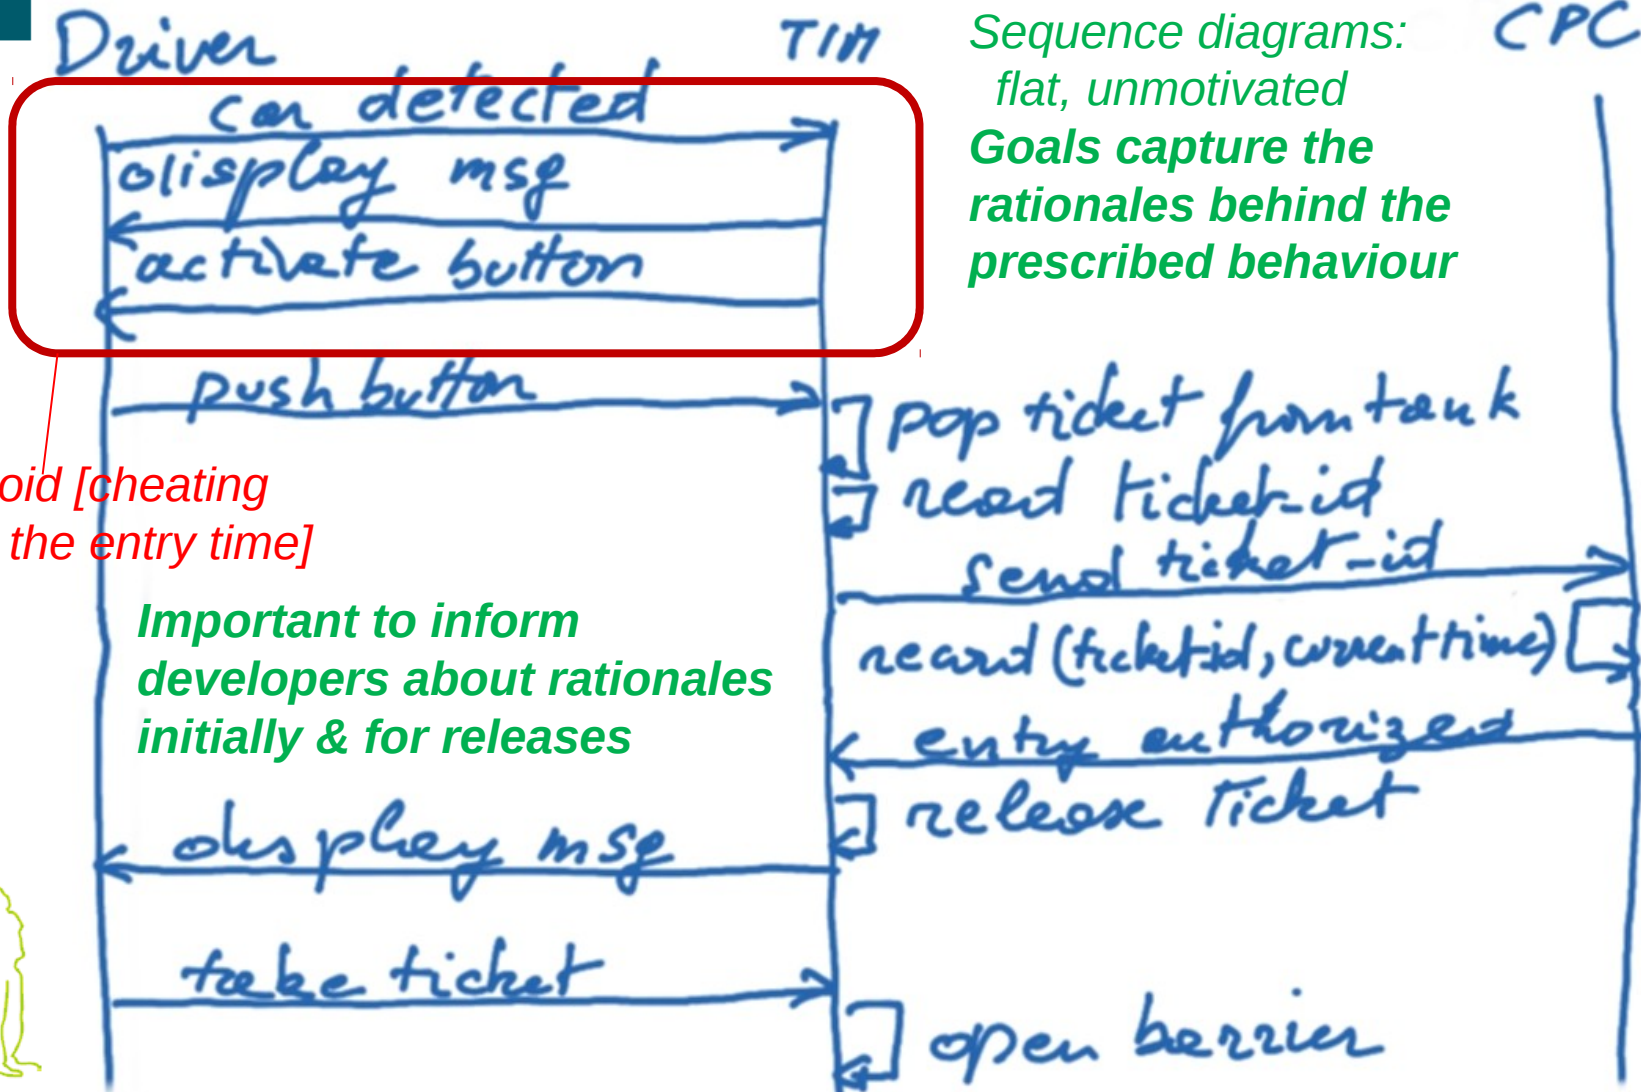 Driver
TIM
CPC
Sequence diagrams:
flat, unmotivated
Goals capture the
rationales behind the
prescribed behaviour
car detected
display msg
activate button
push button
pop ticket from tank
read ticket-id
oid [cheating
the entry time]
send ticket-id
record (ticket-id, current time)
Important to inform
developers about rationales
initially & for releases
entry authorized
release Ticket
display msg
take ticket
open barrier